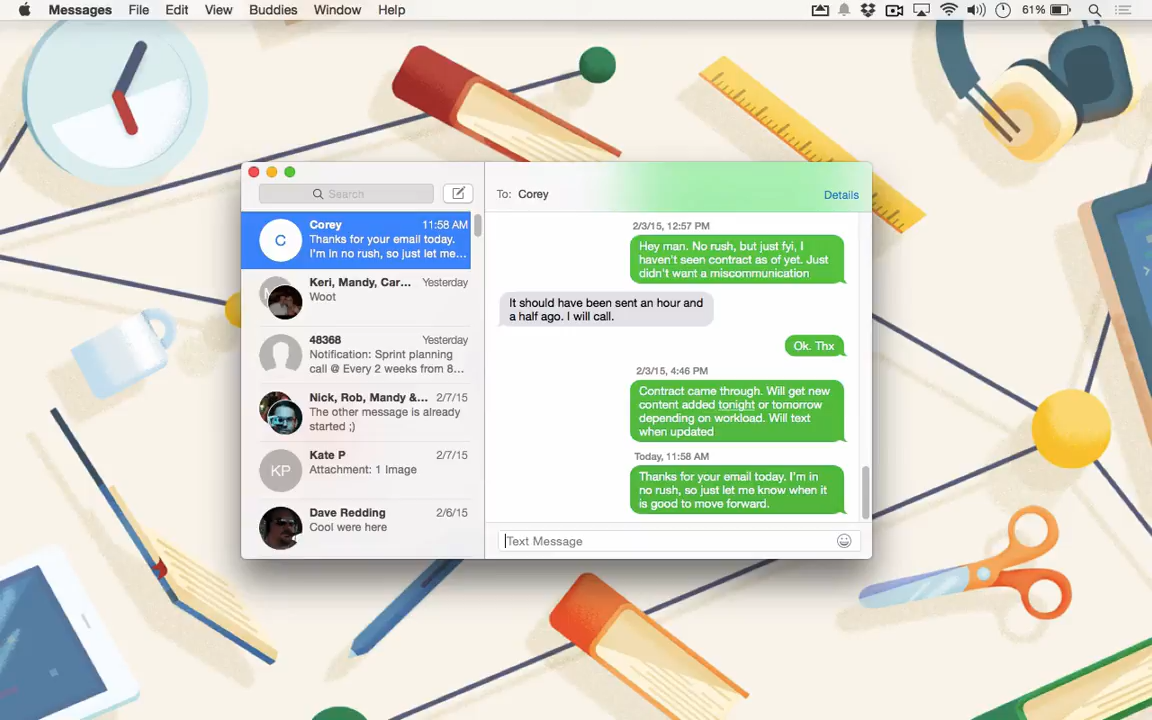 Messages File Edit View Buddies Window Help 61%
Search
To: Corey Details
Corey 11:58 AM
Thanks for your email today.
I'm in no rush, so just let me...
C
Keri, Mandy, Car... Yesterday
Woot
48368 Yesterday
Notification: Sprint planning
call @ Every 2 weeks from 8...
Nick, Rob, Mandy &... 2/7/15
The other message is already
started ;)
Kate P 2/7/15
Attachment: 1 Image
KP
Dave Redding 2/6/15
Cool were here
2/3/15, 12:57 PM
Hey man. No rush, but just fyi, I
haven't seen contract as of yet. Just
didn't want a miscommunication
It should have been sent an hour and
a half ago. I will call.
Ok. Thx
2/3/15, 4:46 PM
Contract came through. Will get new
content added tonight or tomorrow
depending on workload. Will text
when updated
Today, 11:58 AM
Thanks for your email today. I'm in
no rush, so just let me know when it
is good to move forward.
Text Message